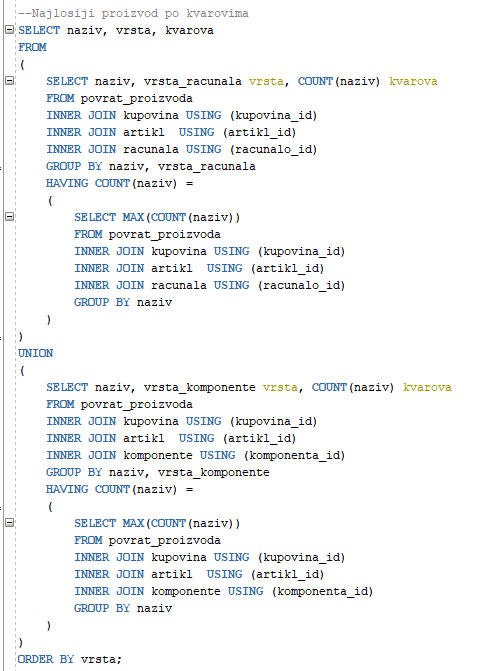 --Najlosiji proizvod po kvarovima
SELECT naziv, vrsta, kvarova
FROM
(
SELECT naziv, vrsta_racunala vrsta, COUNT(naziv) kvarova
FROM povrat_proizvoda
INNER JOIN kupovina USING (kupovina_id)
INNER JOIN artikl  USING (artikl_id)
INNER JOIN racunala USING (racunalo_id)
GROUP BY naziv, vrsta_racunala
HAVING COUNT(naziv) =
(
SELECT MAX(COUNT(naziv))
FROM povrat_proizvoda
INNER JOIN kupovina USING (kupovina_id)
INNER JOIN artikl  USING (artikl_id)
INNER JOIN racunala USING (racunalo_id)
GROUP BY naziv
)
)
UNION
(
SELECT naziv, vrsta_komponente vrsta, COUNT(naziv) kvarova
FROM povrat_proizvoda
INNER JOIN kupovina USING (kupovina_id)
INNER JOIN artikl  USING (artikl_id)
INNER JOIN komponente USING (komponenta_id)
GROUP BY naziv, vrsta_komponente
HAVING COUNT(naziv) =
(
SELECT MAX(COUNT(naziv))
FROM povrat_proizvoda
INNER JOIN kupovina USING (kupovina_id)
INNER JOIN artikl  USING (artikl_id)
INNER JOIN komponente USING (komponenta_id)
GROUP BY naziv
)
)
ORDER BY vrsta;